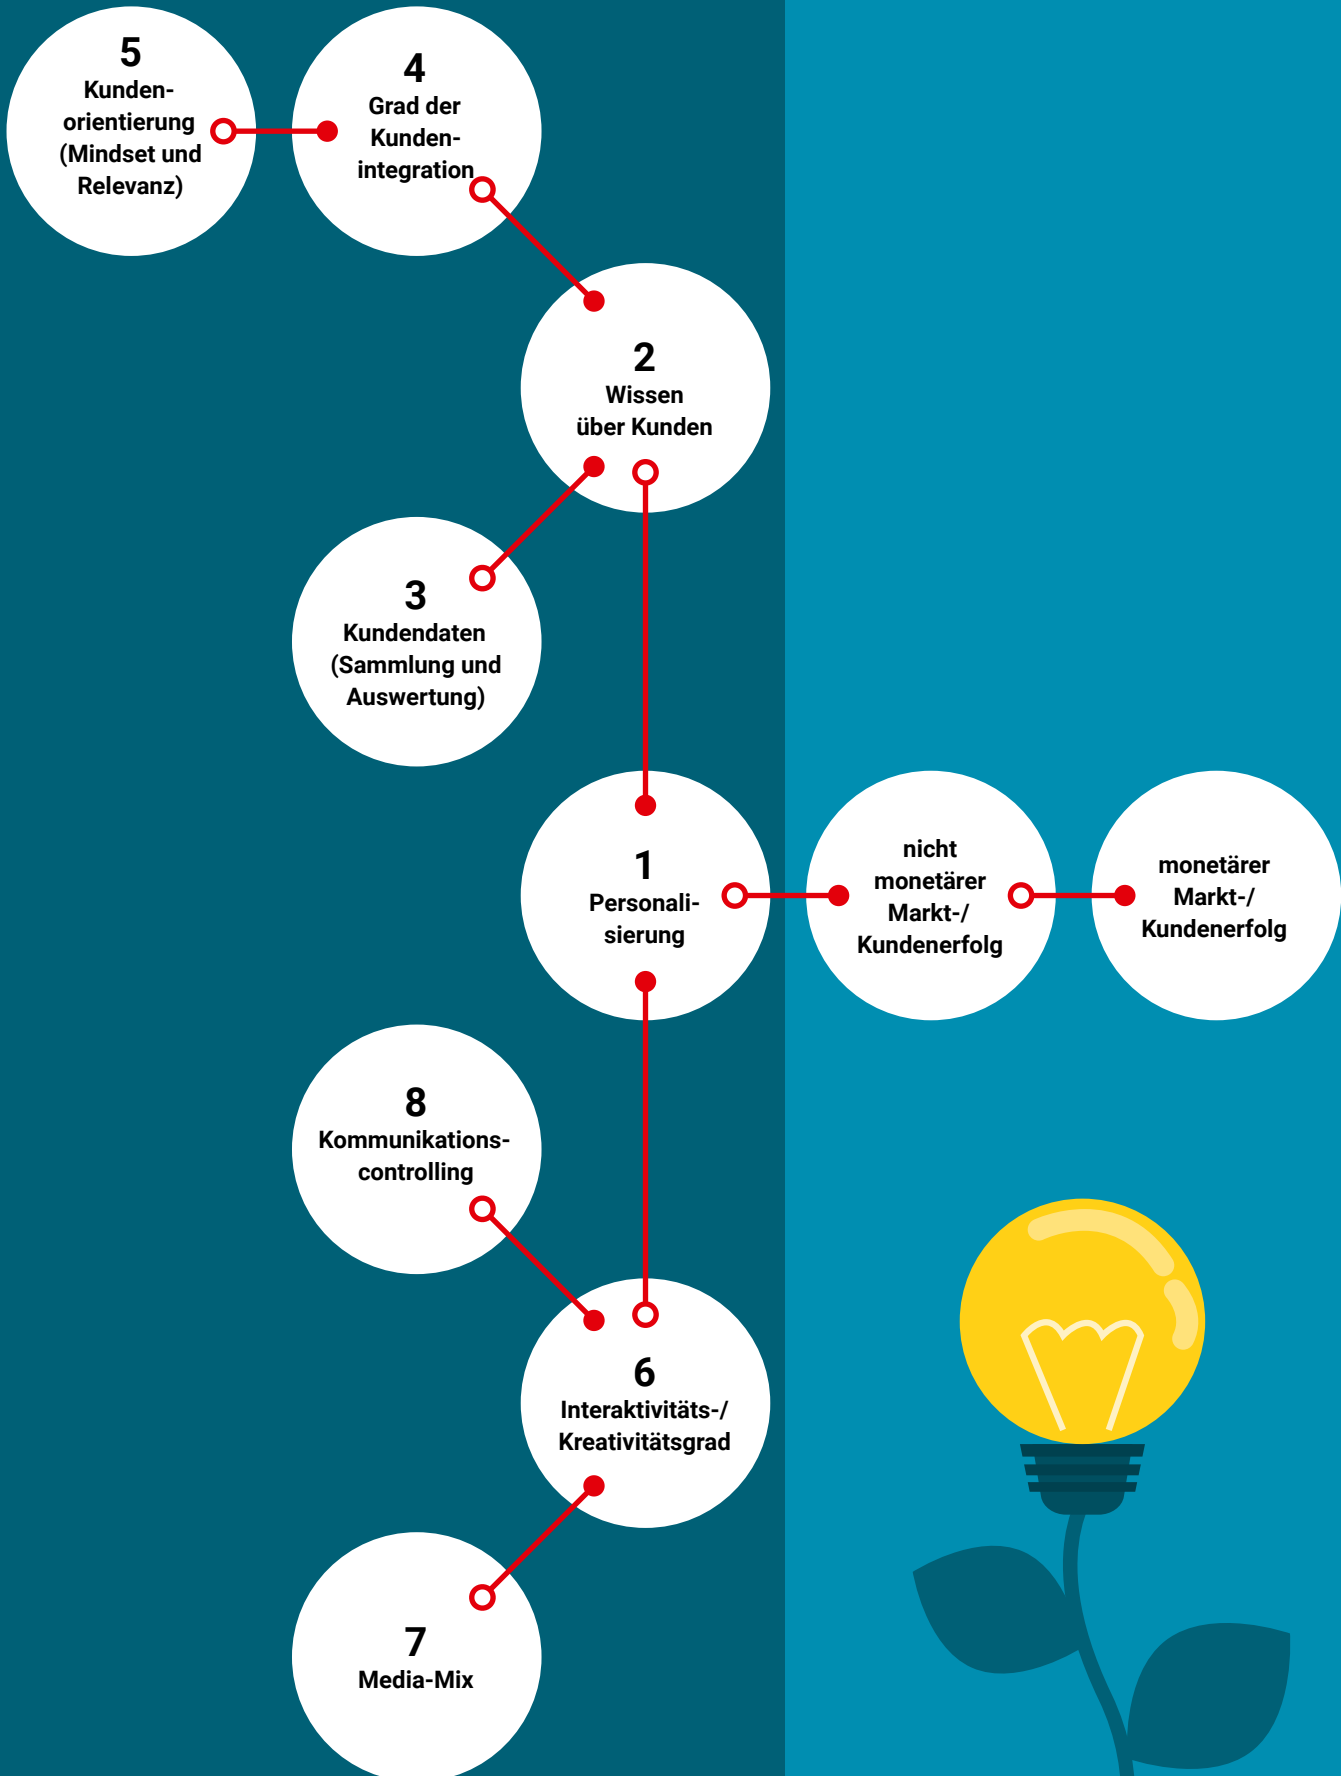 5
Kunden-
orientierung
(Mindset und
Relevanz)
4
Grad der
Kunden-
integration
2
Wissen
über Kunden
3
Kundendaten
(Sammlung und
Auswertung)
1
Personali-
sierung
nicht
monetärer
Markt-/
Kundenerfolg
monetärer
Markt-/
Kundenerfolg
8
Kommunikations-
controlling
6
Interaktivitäts-/
Kreativitätsgrad
7
Media-Mix